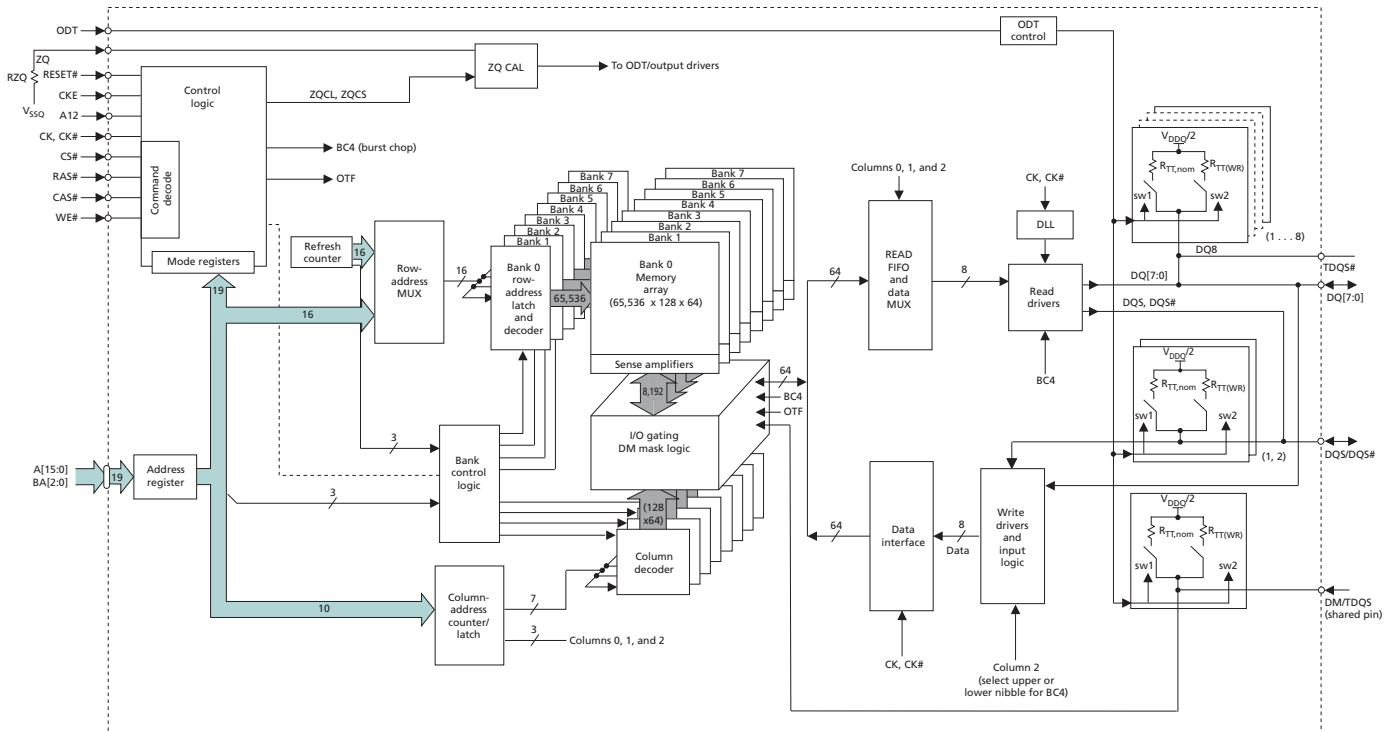 ODT
ODT
control
ZQ
RZQ
VSSQ
RESET#
CKE
A12
CK, CK#
CS#
RAS#
CAS#
WE#
Control
logic
Command
decode
Mode registers
ZQ CAL
To ODT/output drivers
ZQCL, ZQCS
BC4 (burst chop)
OTF
Refresh
counter
16
Row-
address
MUX
16
19
16
Bank 7
Bank 6
Bank 5
Bank 4
Bank 3
Bank 2
Bank 1
Bank 0
row-
address
latch
and
decoder
65,536
Bank 7
Bank 6
Bank 5
Bank 4
Bank 3
Bank 2
Bank 1
Bank 0
Memory
array
(65,536 x 128 x 64)
Sense amplifiers
8,192
I/O gating
DM mask logic
64
BC4
OTF
(128
x64)
Column
decoder
3
3
Bank
control
logic
A[15:0]
BA[2:0]
19
Address
register
10
Column-
address
counter/
latch
7
3
Columns 0, 1, and 2
Columns 0, 1, and 2
64
READ
FIFO
and
data
MUX
8
CK, CK#
DLL
Read
drivers
BC4
DQ8
DQ[7:0]
DQS, DQS#
64
Data
interface
8
Data
Write
drivers
and
input
logic
CK, CK#
Column 2
(select upper or
lower nibble for BC4)
VDDQ/2
RTT,nom
RTT(WR)
sw1
sw2
(1 . . . 8)
TDQS#
DQ[7:0]
VDDQ/2
RTT,nom
RTT(WR)
sw1
sw2
(1, 2)
DQS/DQS#
VDDQ/2
RTT,nom
RTT(WR)
sw1
sw2
DM/TDQS
(shared pin)